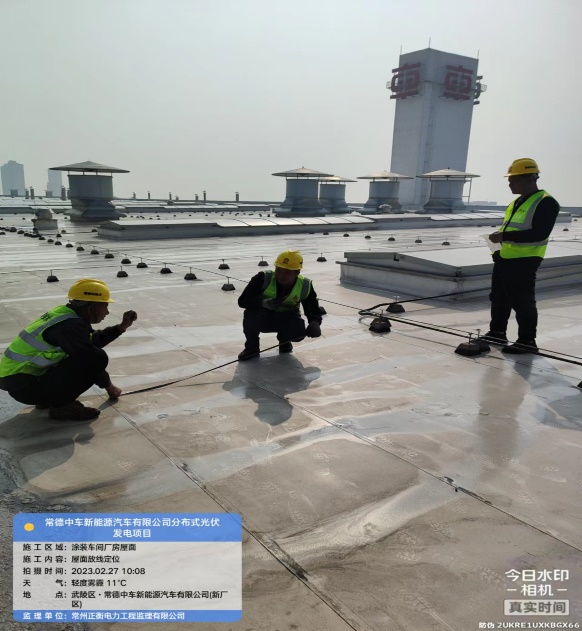 常德中车新能源汽车有限公司分布式光伏
发电项目
施工区域：涂装车间厂房屋面
施工内容：屋面放线定位
拍摄时间：2023.02.27 10:08
天气：轻度雾霾 11℃
地点：武陵区·常德中车新能源汽车有限公司(新厂
区)
监理单位：常州正衡电力工程监理有限公司
今日水印
-相机-
真实时间
防伪 2UKRE1UXKBGX66